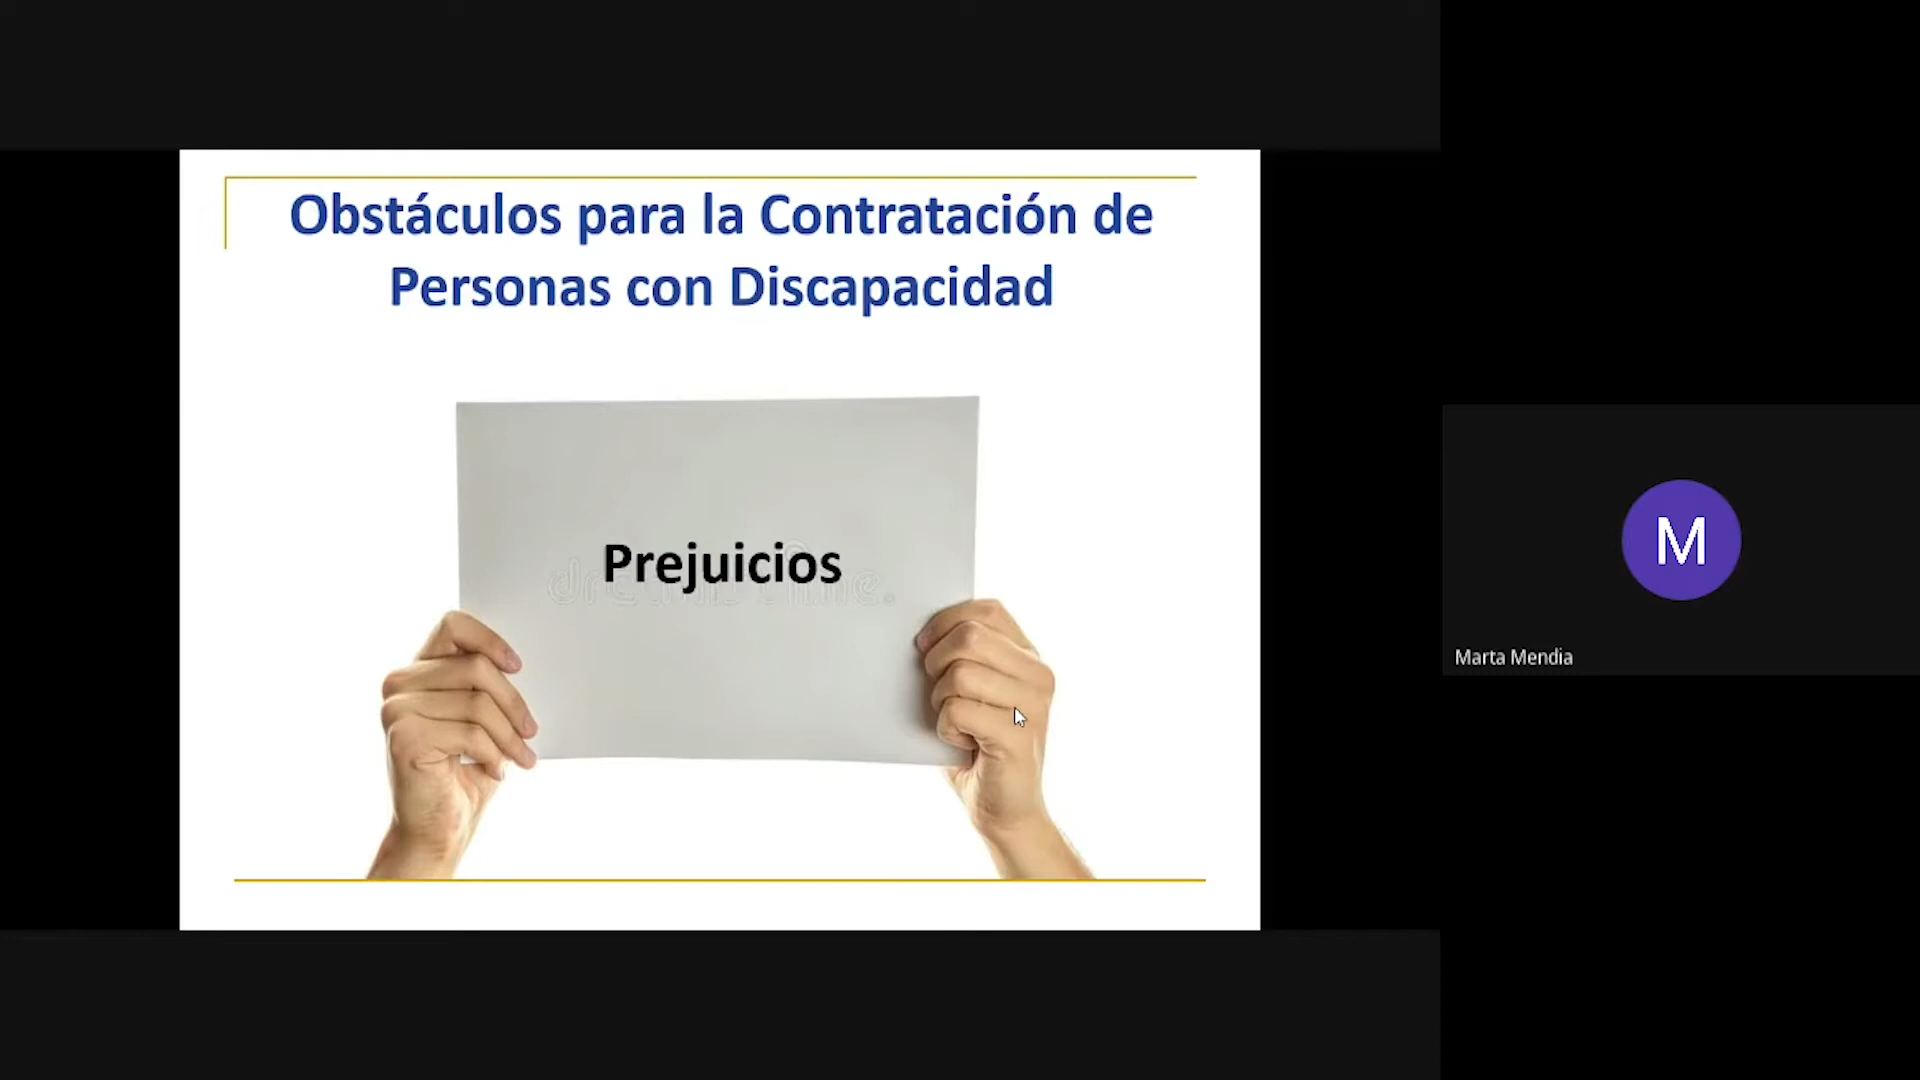 Obstáculos para la Contratación de
Personas con Discapacidad
Prejuicios
M
Marta Mendia